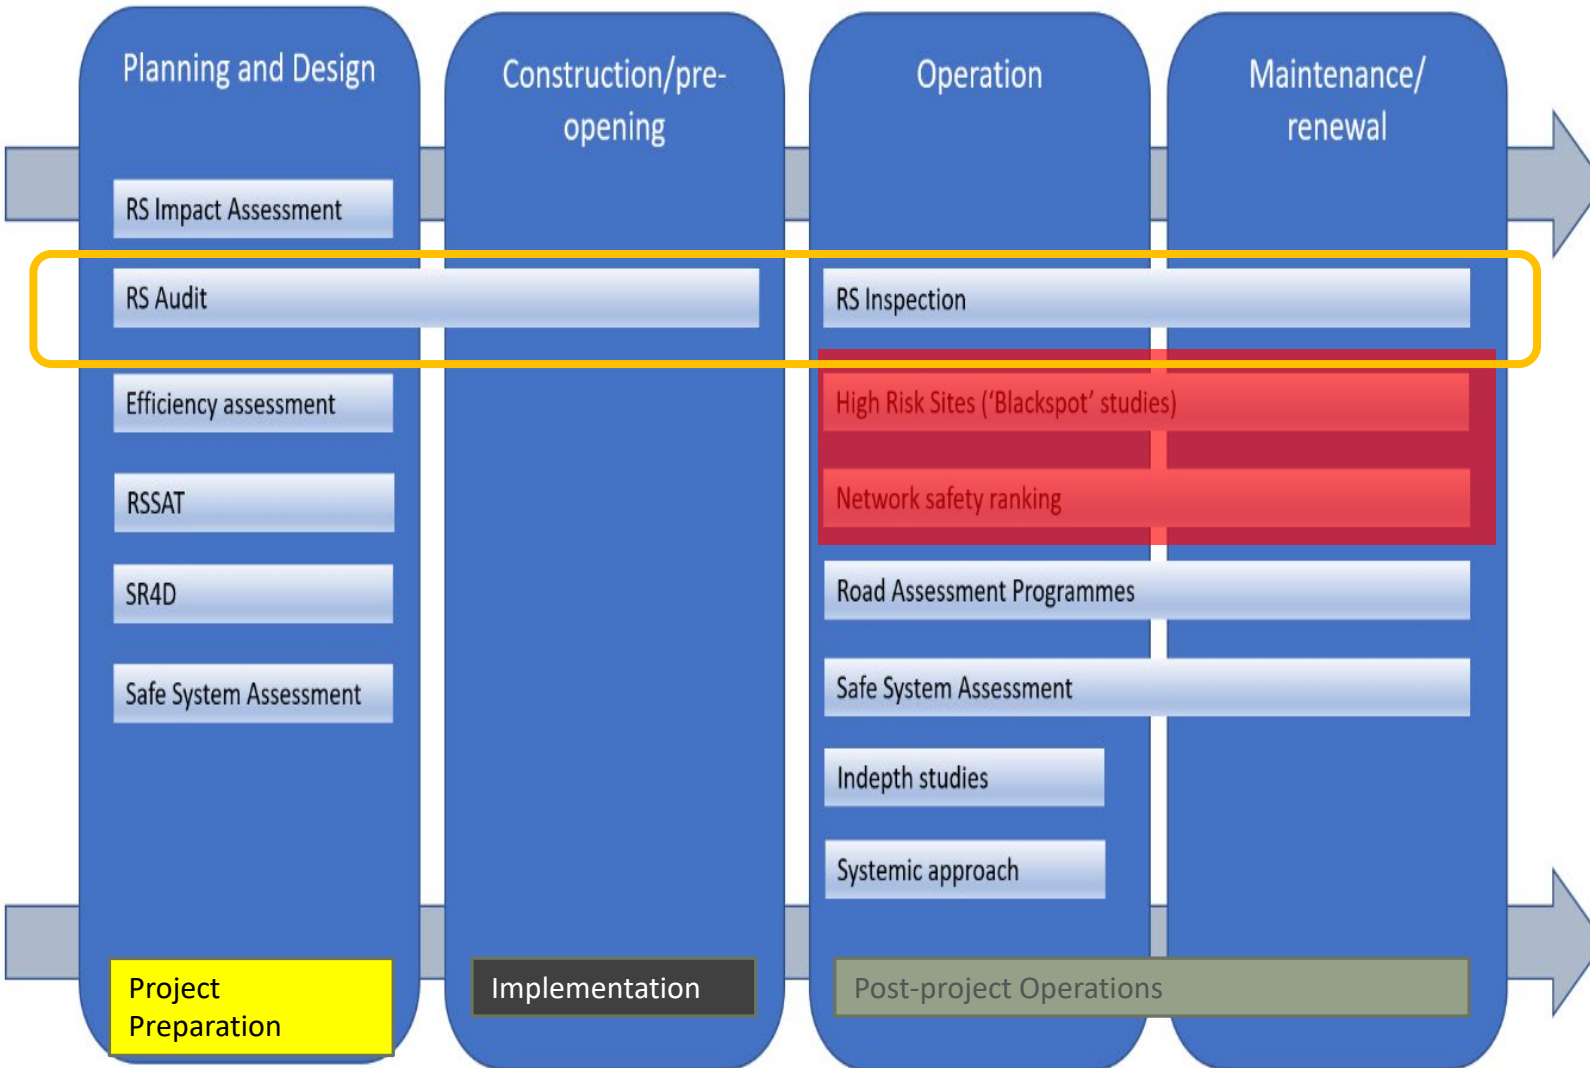 Planning and Design
RS Impact Assessment
RS Audit
Efficiency assessment
RSSAT
SR4D
Safe System Assessment
Project
Preparation
Construction/pre-
opening
Implementation
Operation
Maintenance/
renewal
RS Inspection
High Risk Sites (‘Blackspot’ studies)
Network safety ranking
Road Assessment Programmes
Safe System Assessment
Indepth studies
Systemic approach
Post-project Operations